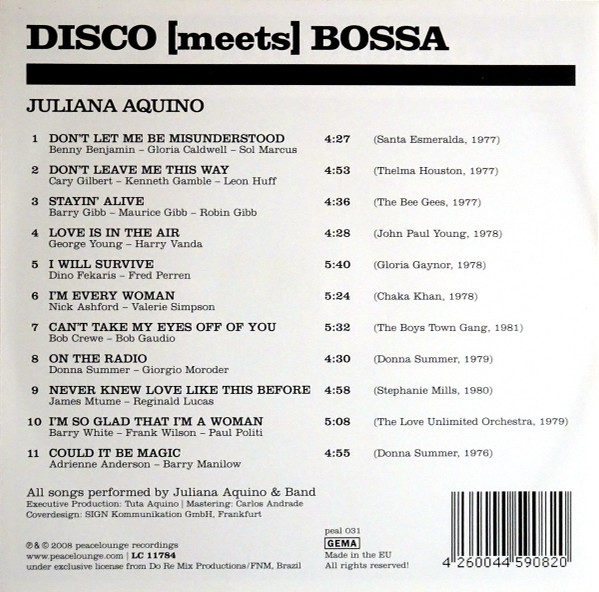 DISCO [meets] BOSSA
JULIANA AQUINO
1 DON'T LET ME BE MISUNDERSTOOD 4:27 (Santa Esmeralda, 1977)
Benny Benjamin – Gloria Caldwell – Sol Marcus
2 DON'T LEAVE ME THIS WAY 4:53 (Thelma Houston, 1977)
Cary Gilbert – Kenneth Gamble – Leon Huff
3 STAYIN' ALIVE 4:36 (The Bee Gees, 1977)
Barry Gibb – Maurice Gibb – Robin Gibb
4 LOVE IS IN THE AIR 4:28 (John Paul Young, 1978)
George Young – Harry Vanda
5 I WILL SURVIVE 5:40 (Gloria Gaynor, 1978)
Dino Fekaris – Fred Perren
6 I'M EVERY WOMAN 5:24 (Chaka Khan, 1978)
Nick Ashford – Valerie Simpson
7 CAN'T TAKE MY EYES OFF OF YOU 5:32 (The Boys Town Gang, 1981)
Bob Crewe – Bob Gaudio
8 ON THE RADIO 4:30 (Donna Summer, 1979)
Donna Summer – Giorgio Moroder
9 NEVER KNEW LOVE LIKE THIS BEFORE 4:58 (Stephanie Mills, 1980)
James Mtume – Reginald Lucas
10 I'M SO GLAD THAT I'M A WOMAN 5:08 (The Love Unlimited Orchestra, 1979)
Barry White – Frank Wilson – Paul Politi
11 COULD IT BE MAGIC 4:55 (Donna Summer, 1976)
Adrienne Anderson – Barry Manilow
All songs performed by Juliana Aquino & Band
Executive Production: Tuta Aquino | Mastering: Carlos Andrade
Coverdesign: SIGN Kommunikation GmbH, Frankfurt
℗ & © 2008 peacelounge recordings
www.peacelounge.com | LC 11784
under exclusive license from Do Re Mix Productions/FNM, Brazil
peal 031
GEMA
Made in the EU
All rights reserved!
4 260044 590820